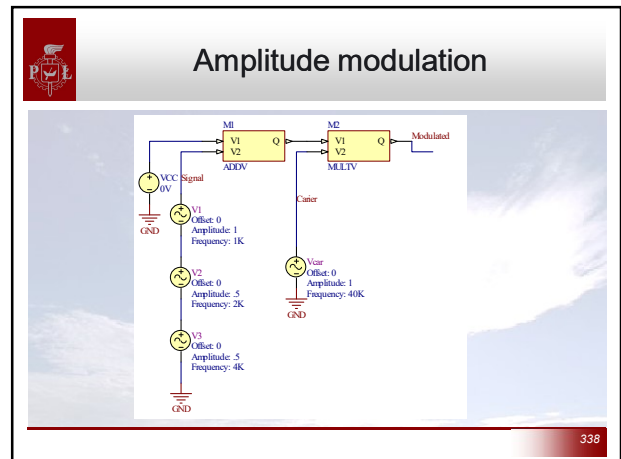 P Ł
Amplitude modulation
M1
V1 Q
V2
ADDV
M2
V1 Q
V2
MULTV
Modulated
VCC
0V
Signal
GND
V1
Offset: 0
Amplitude: 1
Frequency: 1K
Carier
V2
Offset: 0
Amplitude: .5
Frequency: 2K
Vcar
Offset: 0
Amplitude: 1
Frequency: 40K
GND
V3
Offset: 0
Amplitude: .5
Frequency: 4K
GND
338